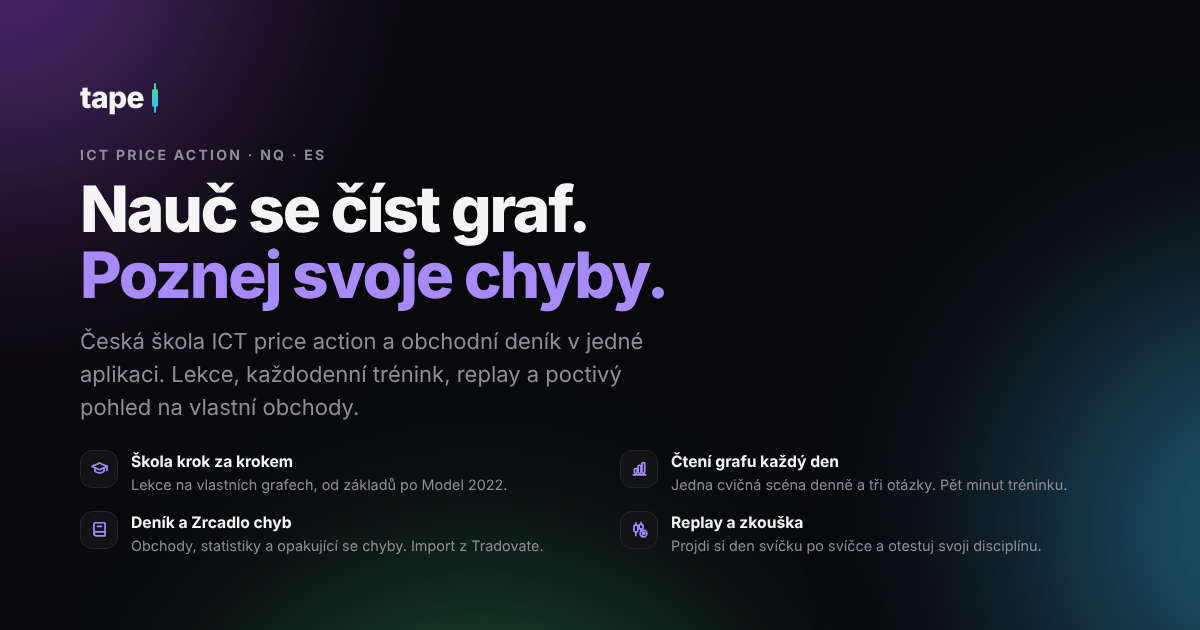 tape
ICT PRICE ACTION · NQ · ES
Nauč se číst graf.
Poznej svoje chyby.
Česká škola ICT price action a obchodní deník v jedné
aplikaci. Lekce, každodenní trénink, replay a poctivý
pohled na vlastní obchody.
Škola krok za krokem
Lekce na vlastních grafech, od základů po Model 2022.
Čtení grafu každý den
Jedna cvičná scéna denně a tři otázky. Pět minut tréninku.
Deník a Zrcadlo chyb
Obchody, statistiky a opakující se chyby. Import z Tradovate.
Replay a zkouška
Projdi si den svíčku po svíčce a otestuj svoji disciplínu.